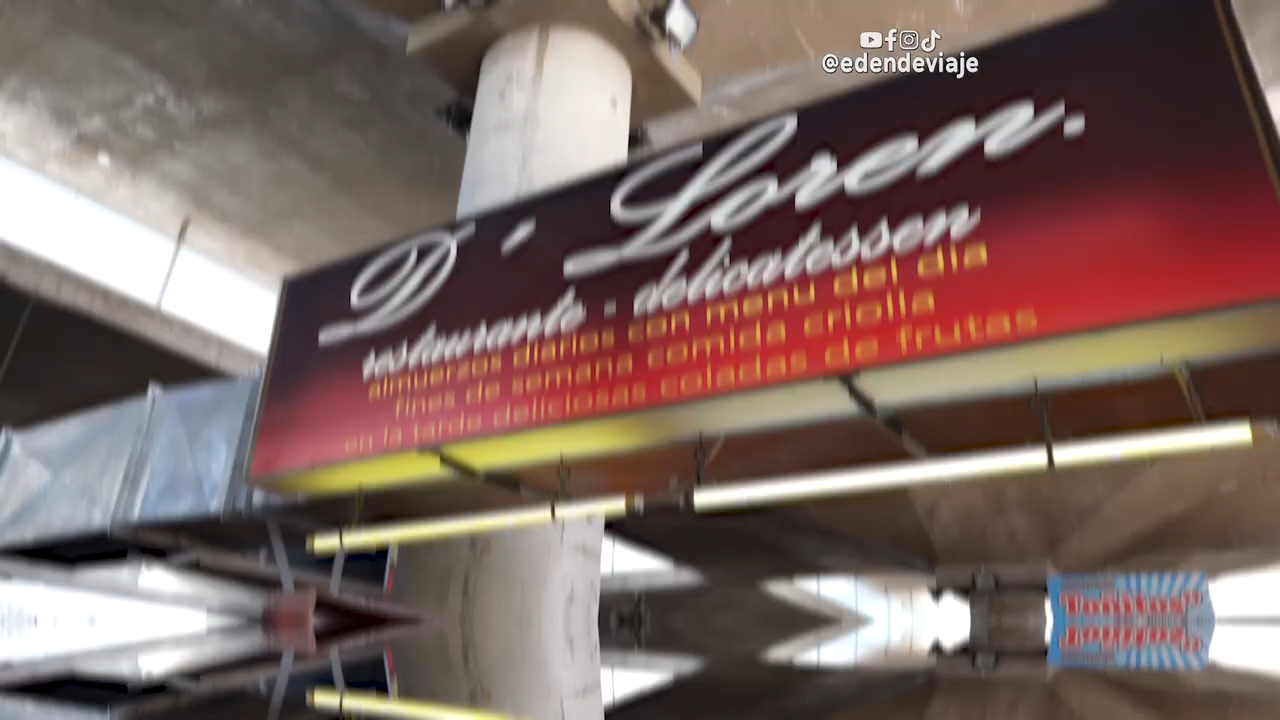 @edendeviaje
D' Loren.
restaurante - delicatessen
almuerzos diarios con menu del dia
fines de semana comida criolla
en la tarde deliciosas coladas de frutas